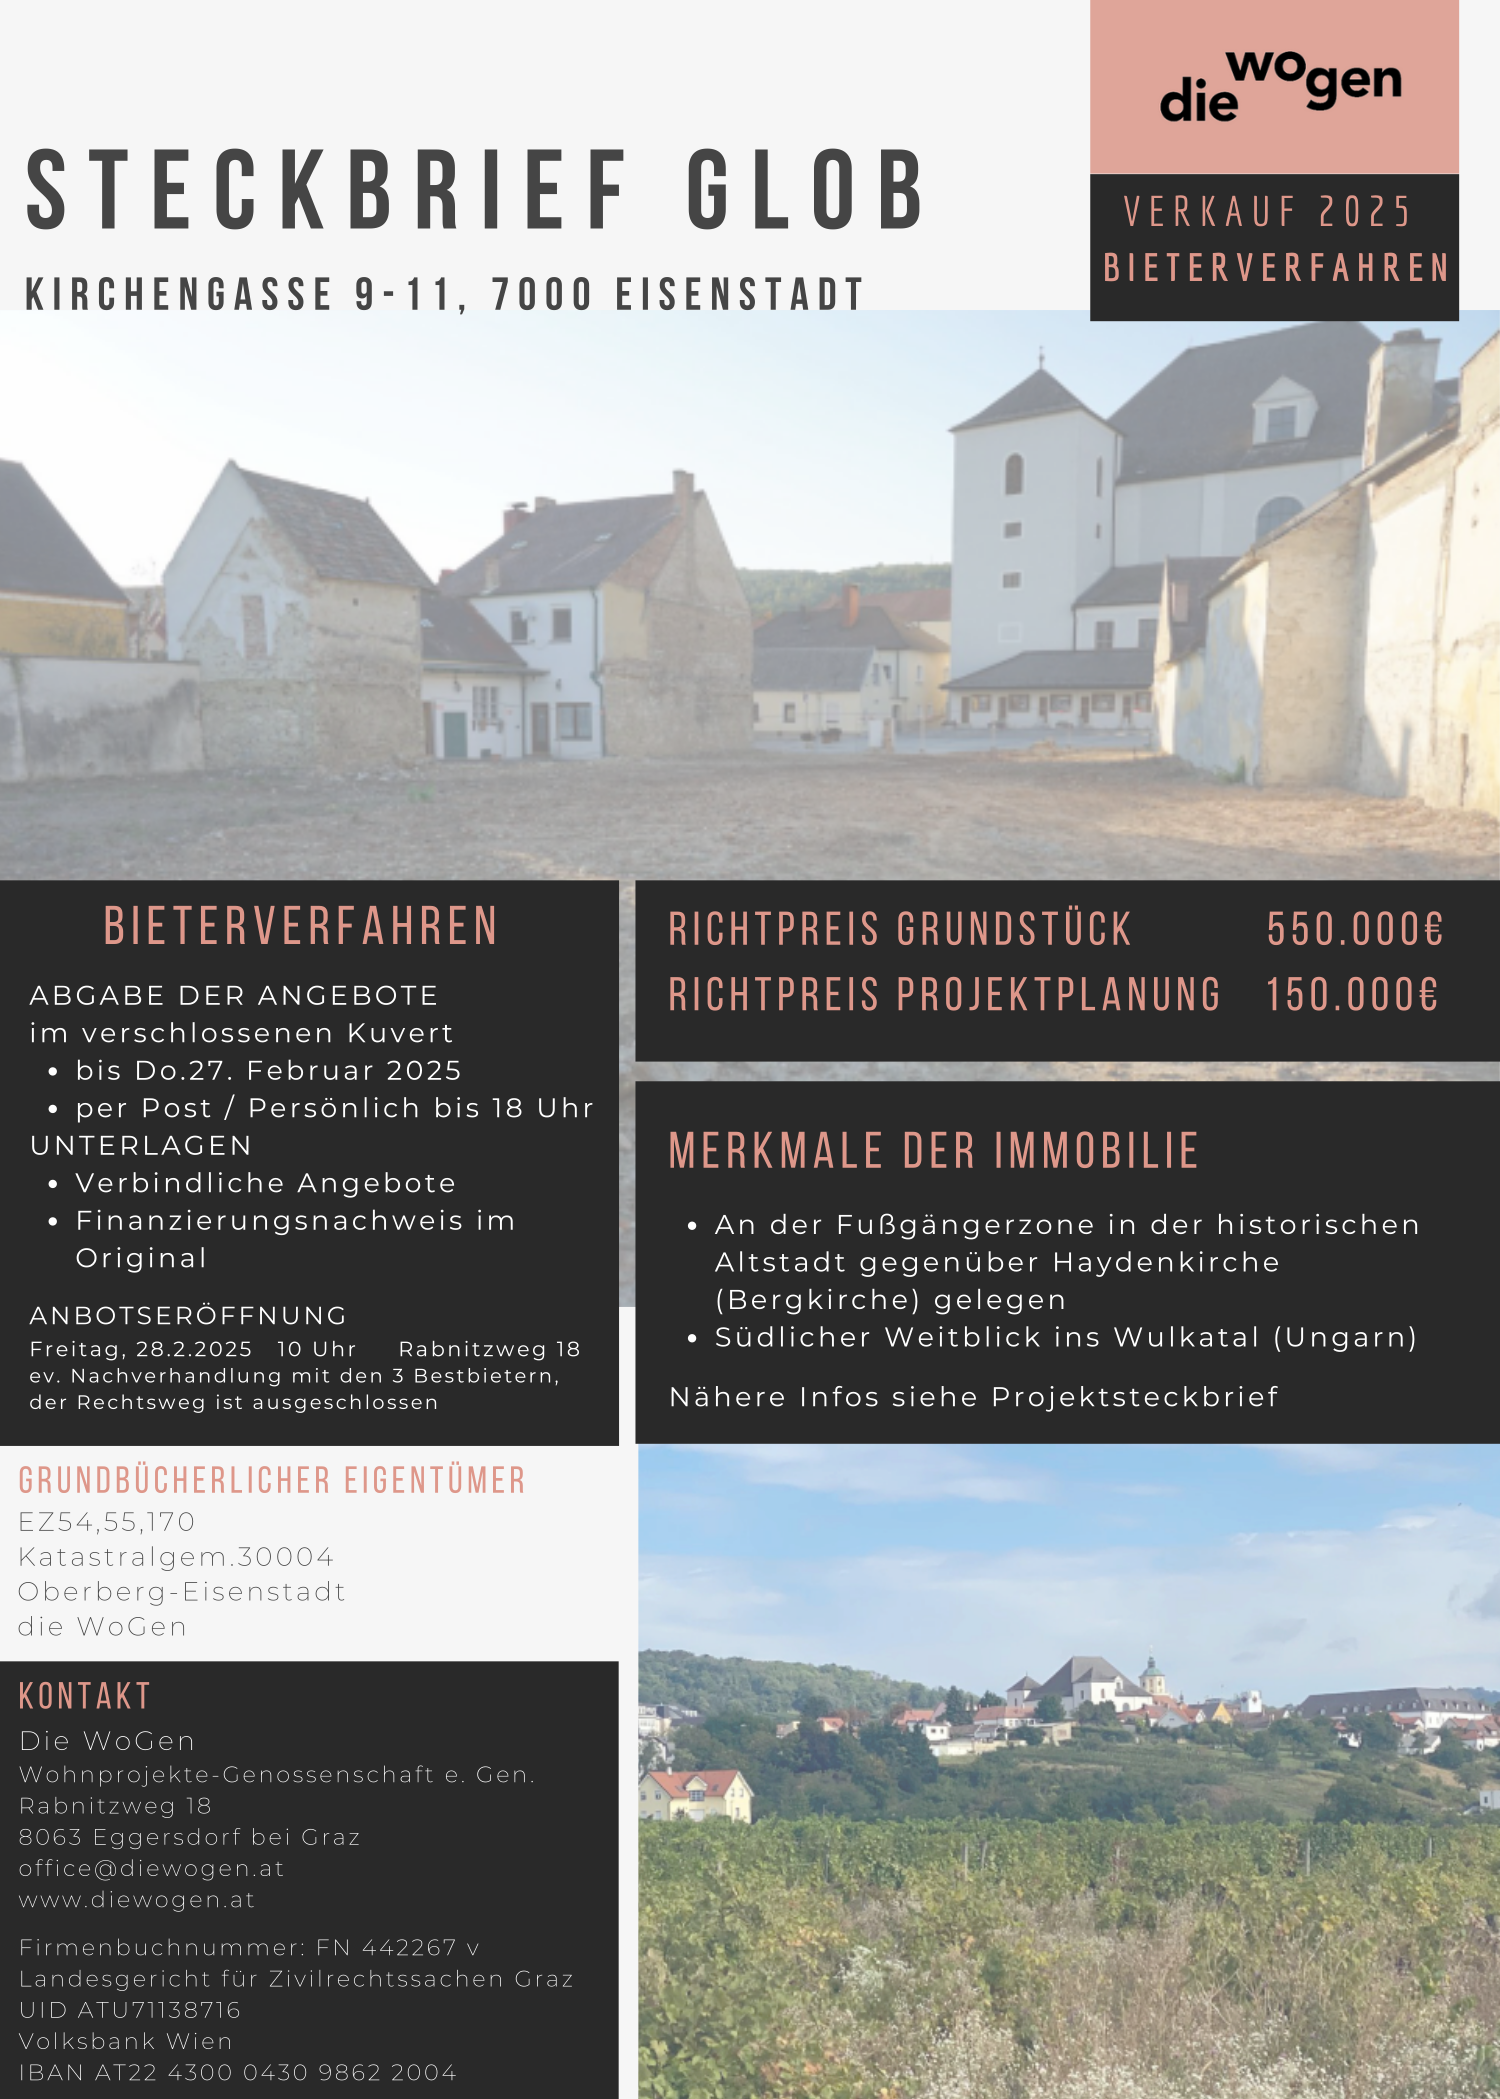 die wogen
STECKBRIEF GLOB
KIRCHENGASSE 9-11, 7000 EISENSTADT
VERKAUF 2025
BIETERVERFAHREN
BIETERVERFAHREN
ABGABE DER ANGEBOTE
im verschlossenen Kuvert
• bis Do.27. Februar 2025
• per Post / Persönlich bis 18 Uhr
UNTERLAGEN
• Verbindliche Angebote
• Finanzierungsnachweis im
Original
ANBOTSERÖFFNUNG
Freitag, 28.2.2025 10 Uhr Rabnitzweg 18
ev. Nachverhandlung mit den 3 Bestbietern,
der Rechtsweg ist ausgeschlossen
RICHTPREIS GRUNDSTÜCK 550.000€
RICHTPREIS PROJEKTPLANUNG 150.000€
MERKMALE DER IMMOBILIE
• An der Fußgängerzone in der historischen
Altstadt gegenüber Haydenkirche
(Bergkirche) gelegen
• Südlicher Weitblick ins Wulkatal (Ungarn)
Nähere Infos siehe Projektsteckbrief
GRUNDBÜCHERLICHER EIGENTÜMER
EZ54,55,170
Katastralgem.30004
Oberberg-Eisenstadt
die WoGen
KONTAKT
Die WoGen
Wohnprojekte-Genossenschaft e. Gen.
Rabnitzweg 18
8063 Eggersdorf bei Graz
office@diewogen.at
www.diewogen.at
Firmenbuchnummer: FN 442267 v
Landesgericht für Zivilrechtssachen Graz
UID ATU71138716
Volksbank Wien
IBAN AT22 4300 0430 9862 2004